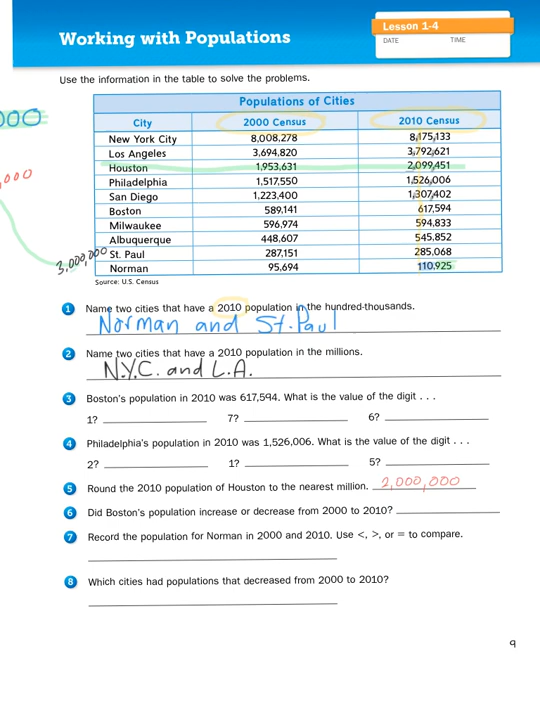 Working with Populations
Lesson 1-4
DATE TIME
Use the information in the table to solve the problems.
Populations of Cities
City 2000 Census 2010 Census
New York City 8,008,278 8,175,133
Los Angeles 3,694,820 3,792,621
Houston 1,953,631 2,099,451
Philadelphia 1,517,550 1,526,006
San Diego 1,223,400 1,307,402
Boston 589,141 617,594
Milwaukee 596,974 594,833
Albuquerque 448,607 545,852
3,000,000 St. Paul 287,151 285,068
Norman 95,694 110,925
Source: U.S. Census
1 Name two cities that have a 2010 population in the hundred-thousands.
Norman and St. Paul
2 Name two cities that have a 2010 population in the millions.
N.Y.C. and L.A.
3 Boston's population in 2010 was 617,594. What is the value of the digit . . .
1? 7? 6?
4 Philadelphia's population in 2010 was 1,526,006. What is the value of the digit . . .
2? 1? 5?
5 Round the 2010 population of Houston to the nearest million. 2,000,000
6 Did Boston's population increase or decrease from 2000 to 2010?
7 Record the population for Norman in 2000 and 2010. Use <, >, or = to compare.
8 Which cities had populations that decreased from 2000 to 2010?
9